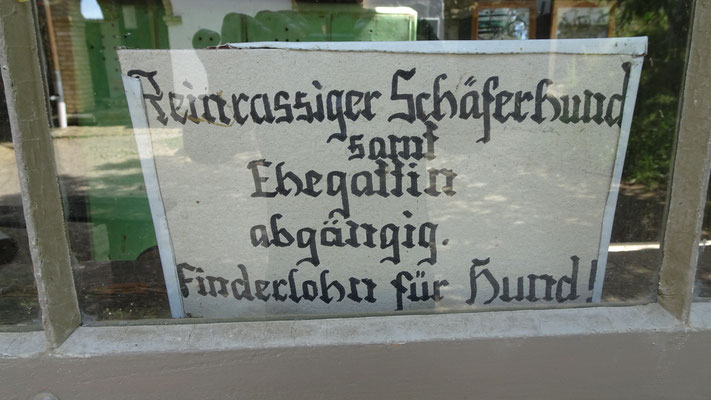 Reinrassiger Schäferhund
samt
Ehegattin
abgängig.
Finderlohn für Hund!